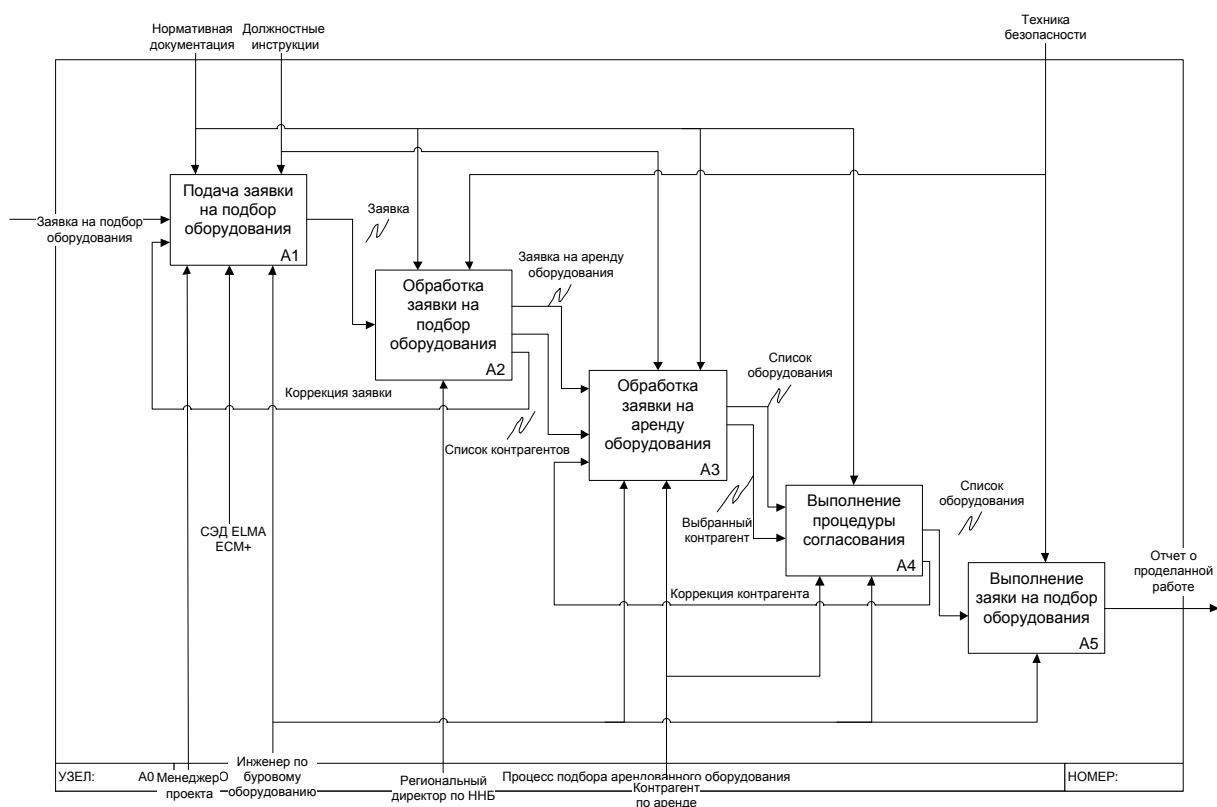 Нормативная
документация
Должностные
инструкции
Техника
безопасности
Подача заявки
на подбор
оборудования
A1
Заявка на подбор
оборудования
Заявка
Обработка
заявки на
подбор
оборудования
A2
Заявка на аренду
оборудования
Коррекция заявки
Список контрагентов
Обработка
заявки на
аренду
оборудования
A3
Список
оборудования
Выбранный
контрагент
Выполнение
процедуры
согласования
A4
Список
оборудования
Коррекция контрагента
СЭД ELMA
ECM+
Выполнение
заяки на подбор
оборудования
A5
Отчет о
проделанной
работе
УЗЕЛ:
A0
Менеджер
проекта
Инженер по
буровому
оборудованию
Региональный
директор по ННБ
Процесс подбора арендованного оборудования
Контрагент
по аренде
НОМЕР: